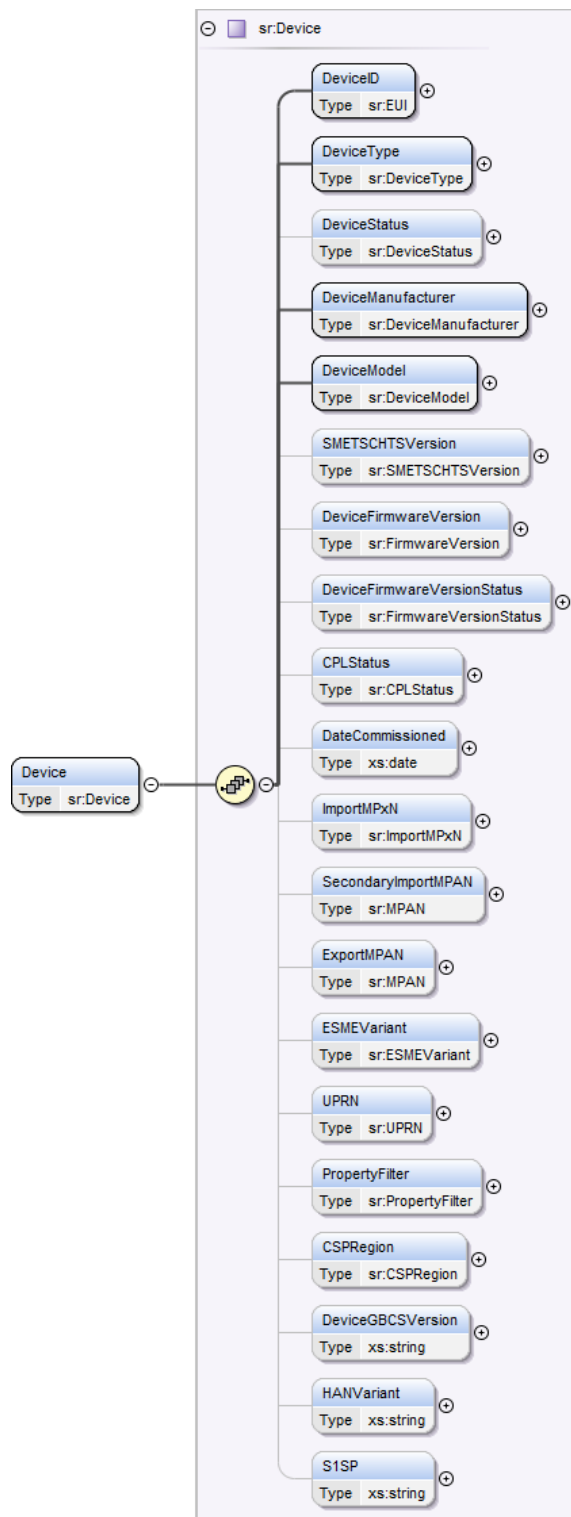 sr:Device
DeviceID
Type sr:EUI
DeviceType
Type sr:DeviceType
DeviceStatus
Type sr:DeviceStatus
DeviceManufacturer
Type sr:DeviceManufacturer
DeviceModel
Type sr:DeviceModel
SMETSCHTSVersion
Type sr:SMETSCHTSVersion
DeviceFirmwareVersion
Type sr:FirmwareVersion
DeviceFirmwareVersionStatus
Type sr:FirmwareVersionStatus
CPLStatus
Type sr:CPLStatus
DateCommissioned
Type xs:date
Device
Type sr:Device
ImportMPxN
Type sr:ImportMPxN
SecondaryImportMPAN
Type sr:MPAN
ExportMPAN
Type sr:MPAN
ESMEVariant
Type sr:ESMEVariant
UPRN
Type sr:UPRN
PropertyFilter
Type sr:PropertyFilter
CSPRegion
Type sr:CSPRegion
DeviceGBCSVersion
Type xs:string
HANVariant
Type xs:string
S1SP
Type xs:string